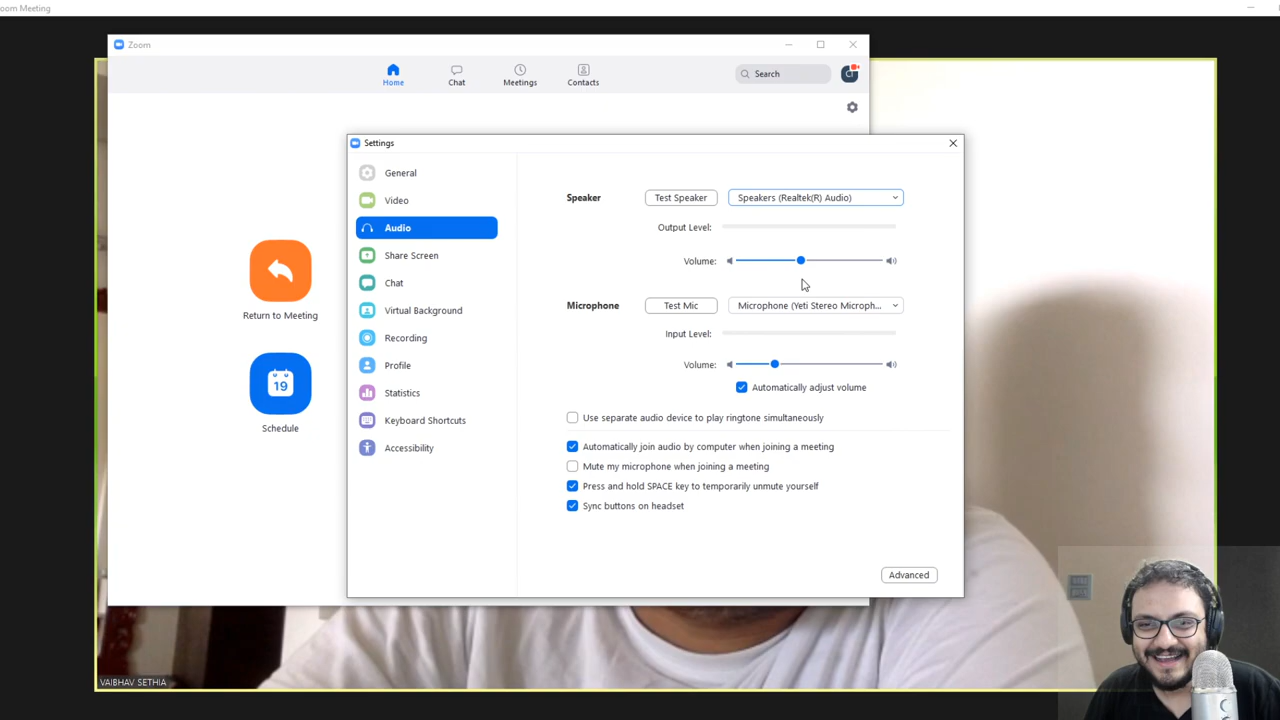 oom Meeting
Zoom
Home
Chat
Meetings
Contacts
Search
Return to Meeting
19
Schedule
Settings
General
Video
Audio
Share Screen
Chat
Virtual Background
Recording
Profile
Statistics
Keyboard Shortcuts
Accessibility
Speaker
Test Speaker
Speakers (Realtek(R) Audio)
Output Level:
Volume:
Microphone
Test Mic
Microphone (Yeti Stereo Microph...
Input Level:
Volume:
Automatically adjust volume
Use separate audio device to play ringtone simultaneously
Automatically join audio by computer when joining a meeting
Mute my microphone when joining a meeting
Press and hold SPACE key to temporarily unmute yourself
Sync buttons on headset
Advanced
VAIBHAV SETHIA